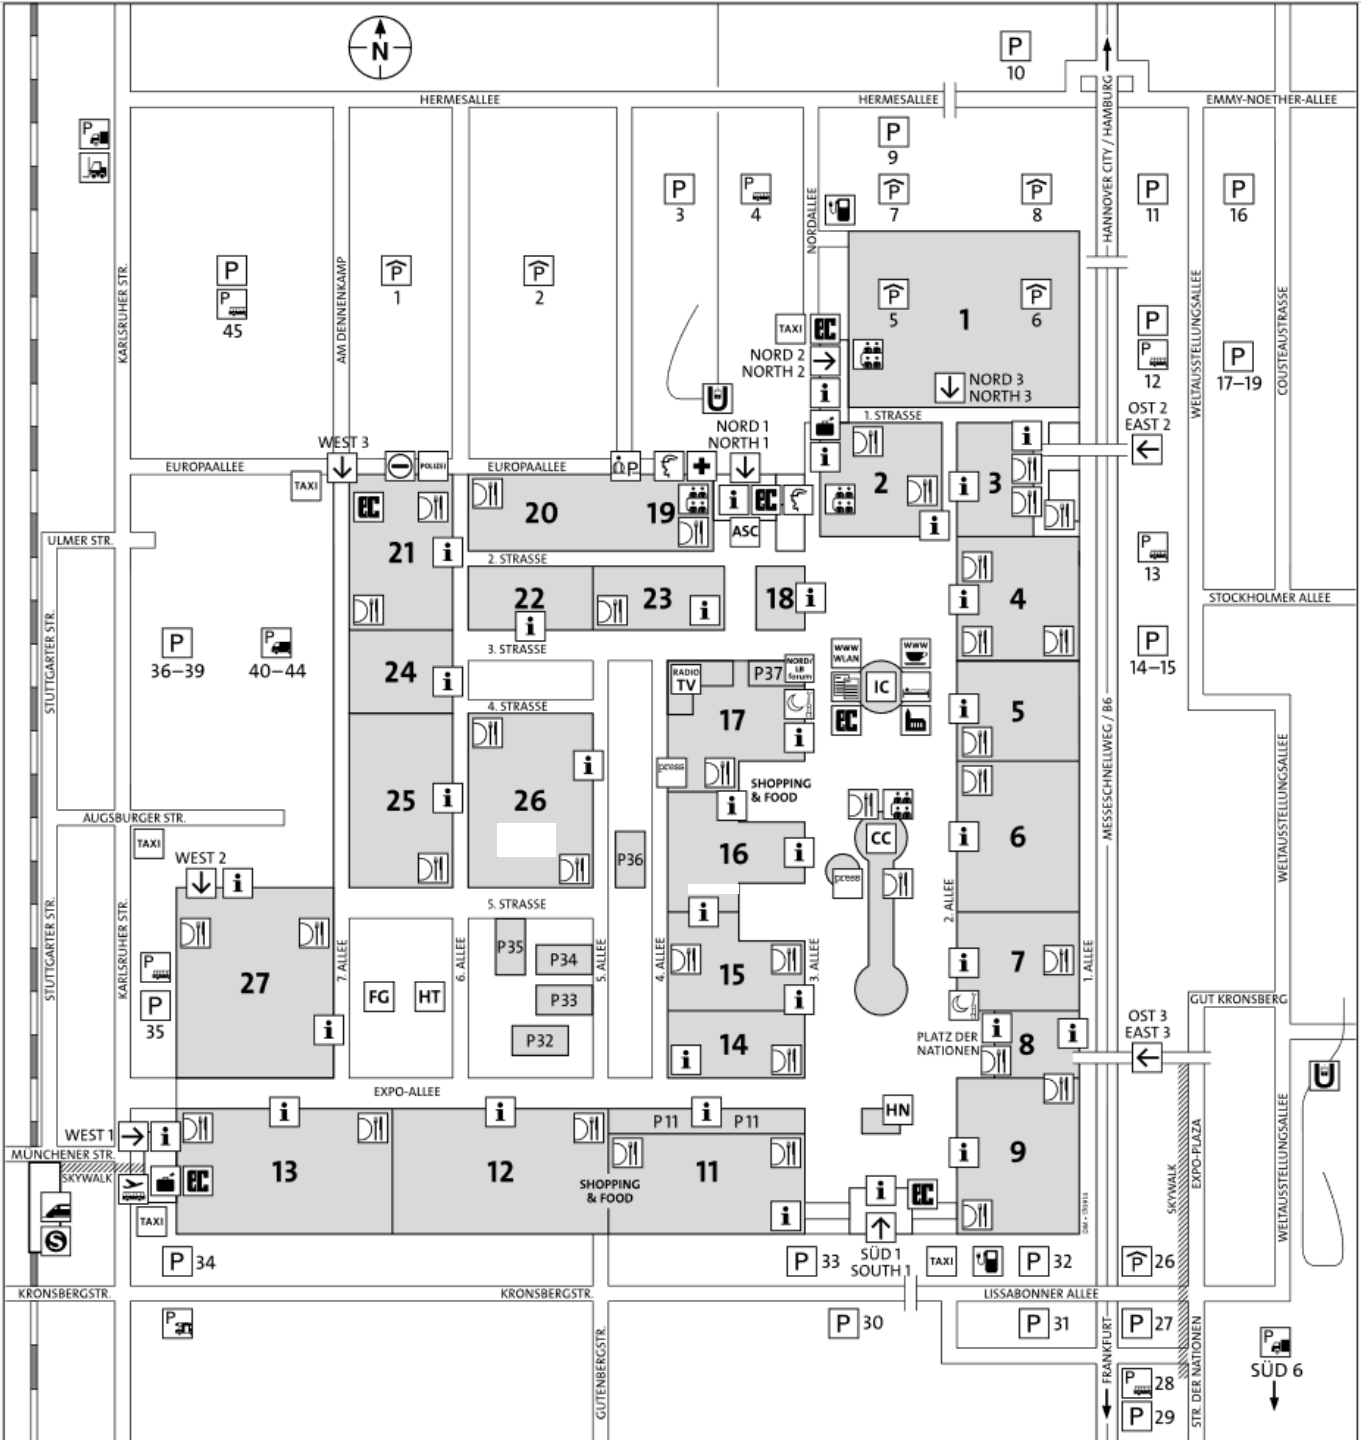 N
P
10
HERMESALLEE
HERMESALLEE
EMMY-NOETHER-ALLEE
HANNOVER CITY / HAMBURG
P
P
9
P
3
P
4
P
7
P
8
P
11
P
16
NORDALLEE
KARLSRUHER STR.
AM DENNENKAMP
P
P
45
P
1
P
2
P
5
1
P
6
P
P
12
P
17–19
WELTAUSSTELLUNGSALLEE
COUSTEAUSTRASSE
TAXI
EC
NORD 2
NORTH 2
i
NORD 3
NORTH 3
U
NORD 1
NORTH 1
1. STRASSE
OST 2
EAST 2
WEST 3
EUROPAALLEE
POLIZEI
EUROPAALLEE
P
i
i
TAXI
EC
20
19
i
EC
2
i
3
ASC
i
ULMER STR.
21
i
2. STRASSE
P
13
22
23
18
i
i
i
4
i
STOCKHOLMER ALLEE
STUTTGARTER STR.
P
36–39
P
40–44
3. STRASSE
24
i
RADIO
TV
P37
NORD/
LB
forum
WWW
WLAN
WWW
IC
EC
P
14–15
4. STRASSE
17
i
5
i
25
i
26
i
press
SHOPPING
& FOOD
i
MESSESCHNELLWEG / B6
WELTAUSSTELLUNGSALLEE
AUGSBURGER STR.
TAXI
WEST 2
i
P36
16
i
CC
press
6
i
5. STRASSE
i
2. ALLEE
STUTTGARTER STR.
KARLSRUHER STR.
27
7. ALLEE
6. ALLEE
P35
P34
5. ALLEE
4. ALLEE
15
3. ALLEE
7
i
1. ALLEE
P
P
35
i
FG
HT
P33
i
P32
GUT KRONSBERG
14
i
PLATZ DER
NATIONEN
i
8
i
OST 3
EAST 3
U
EXPO-ALLEE
i
i
P11
i
P11
HN
WEST 1
i
MÜNCHENER STR.
SKYWALK
EC
13
12
11
9
i
SHOPPING
& FOOD
SKYWALK
EXPO-PLAZA
WELTAUSSTELLUNGSALLEE
S
TAXI
i
i
EC
P 34
P 33
SÜD 1
SOUTH 1
TAXI
P 32
P 26
KRONSBERGSTR.
KRONSBERGSTR.
LISSABONNER ALLEE
P
P 30
P 31
P 27
P
SÜD 6
GUTENBERGSTR.
FRANKFURT
P 28
P 29
STR. DER NATIONEN